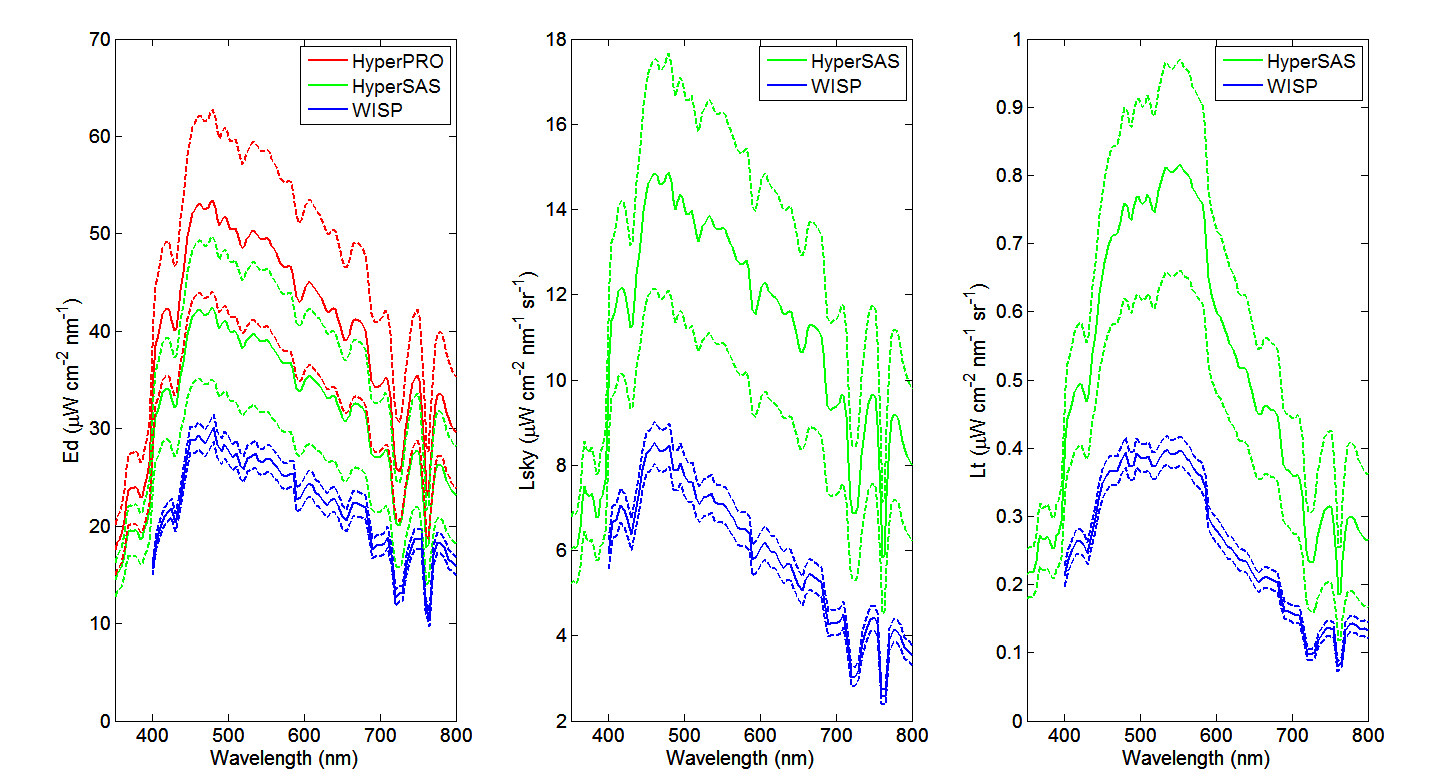 70
60
50
40
30
20
10
0
Ed (μW cm-2 nm-1)
400 500 600 700 800
Wavelength (nm)
HyperPRO
HyperSAS
WISP
18
16
14
12
10
8
6
4
2
Lsky (μW cm-2 nm-1 sr-1)
400 500 600 700 800
Wavelength (nm)
HyperSAS
WISP
1
0.9
0.8
0.7
0.6
0.5
0.4
0.3
0.2
0.1
0
Lt (μW cm-2 nm-1 sr-1)
400 500 600 700 800
Wavelength (nm)
HyperSAS
WISP